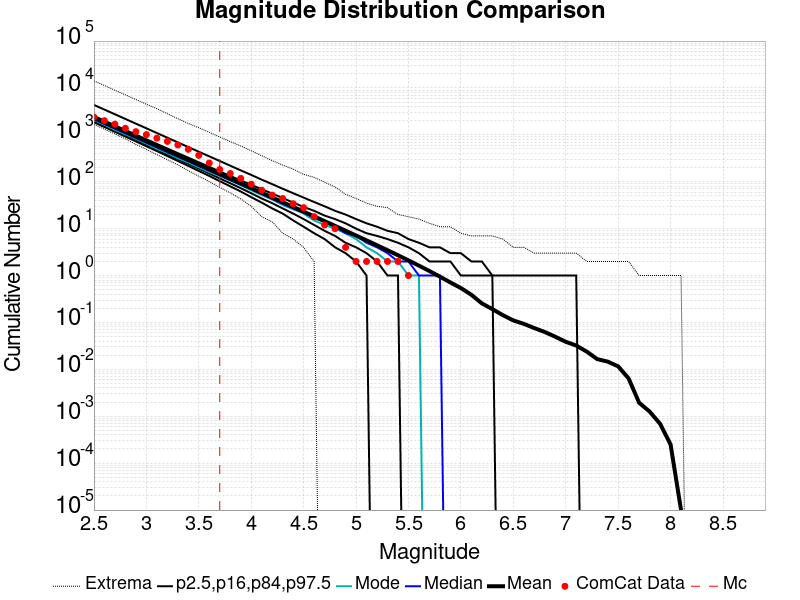 Magnitude Distribution Comparison
10^5
10^4
10^3
10^2
10^1
10^0
10^-1
10^-2
10^-3
10^-4
10^-5
Cumulative Number
2.5 3 3.5 4 4.5 5 5.5 6 6.5 7 7.5 8 8.5
Magnitude
Extrema p2.5,p16,p84,p97.5 Mode Median Mean ComCat Data Mc